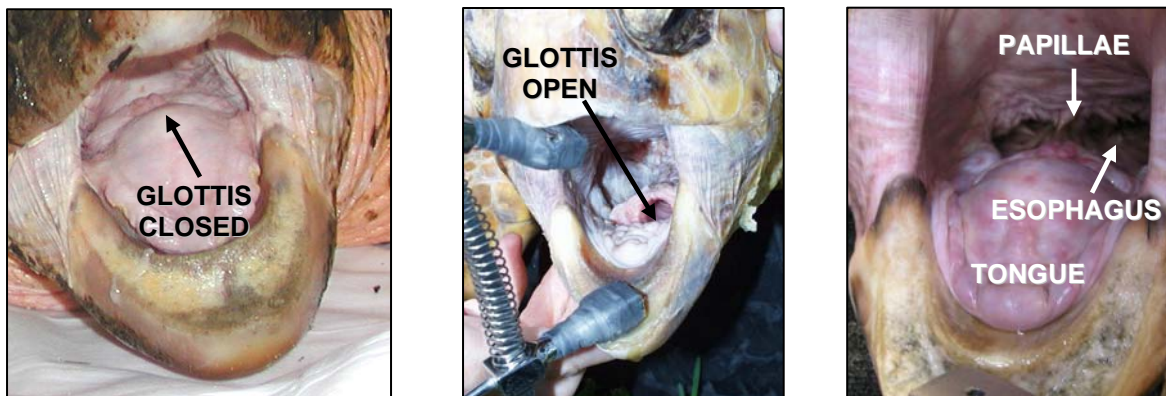 GLOTTIS
CLOSED
GLOTTIS
OPEN
PAPILLAE
ESOPHAGUS
TONGUE